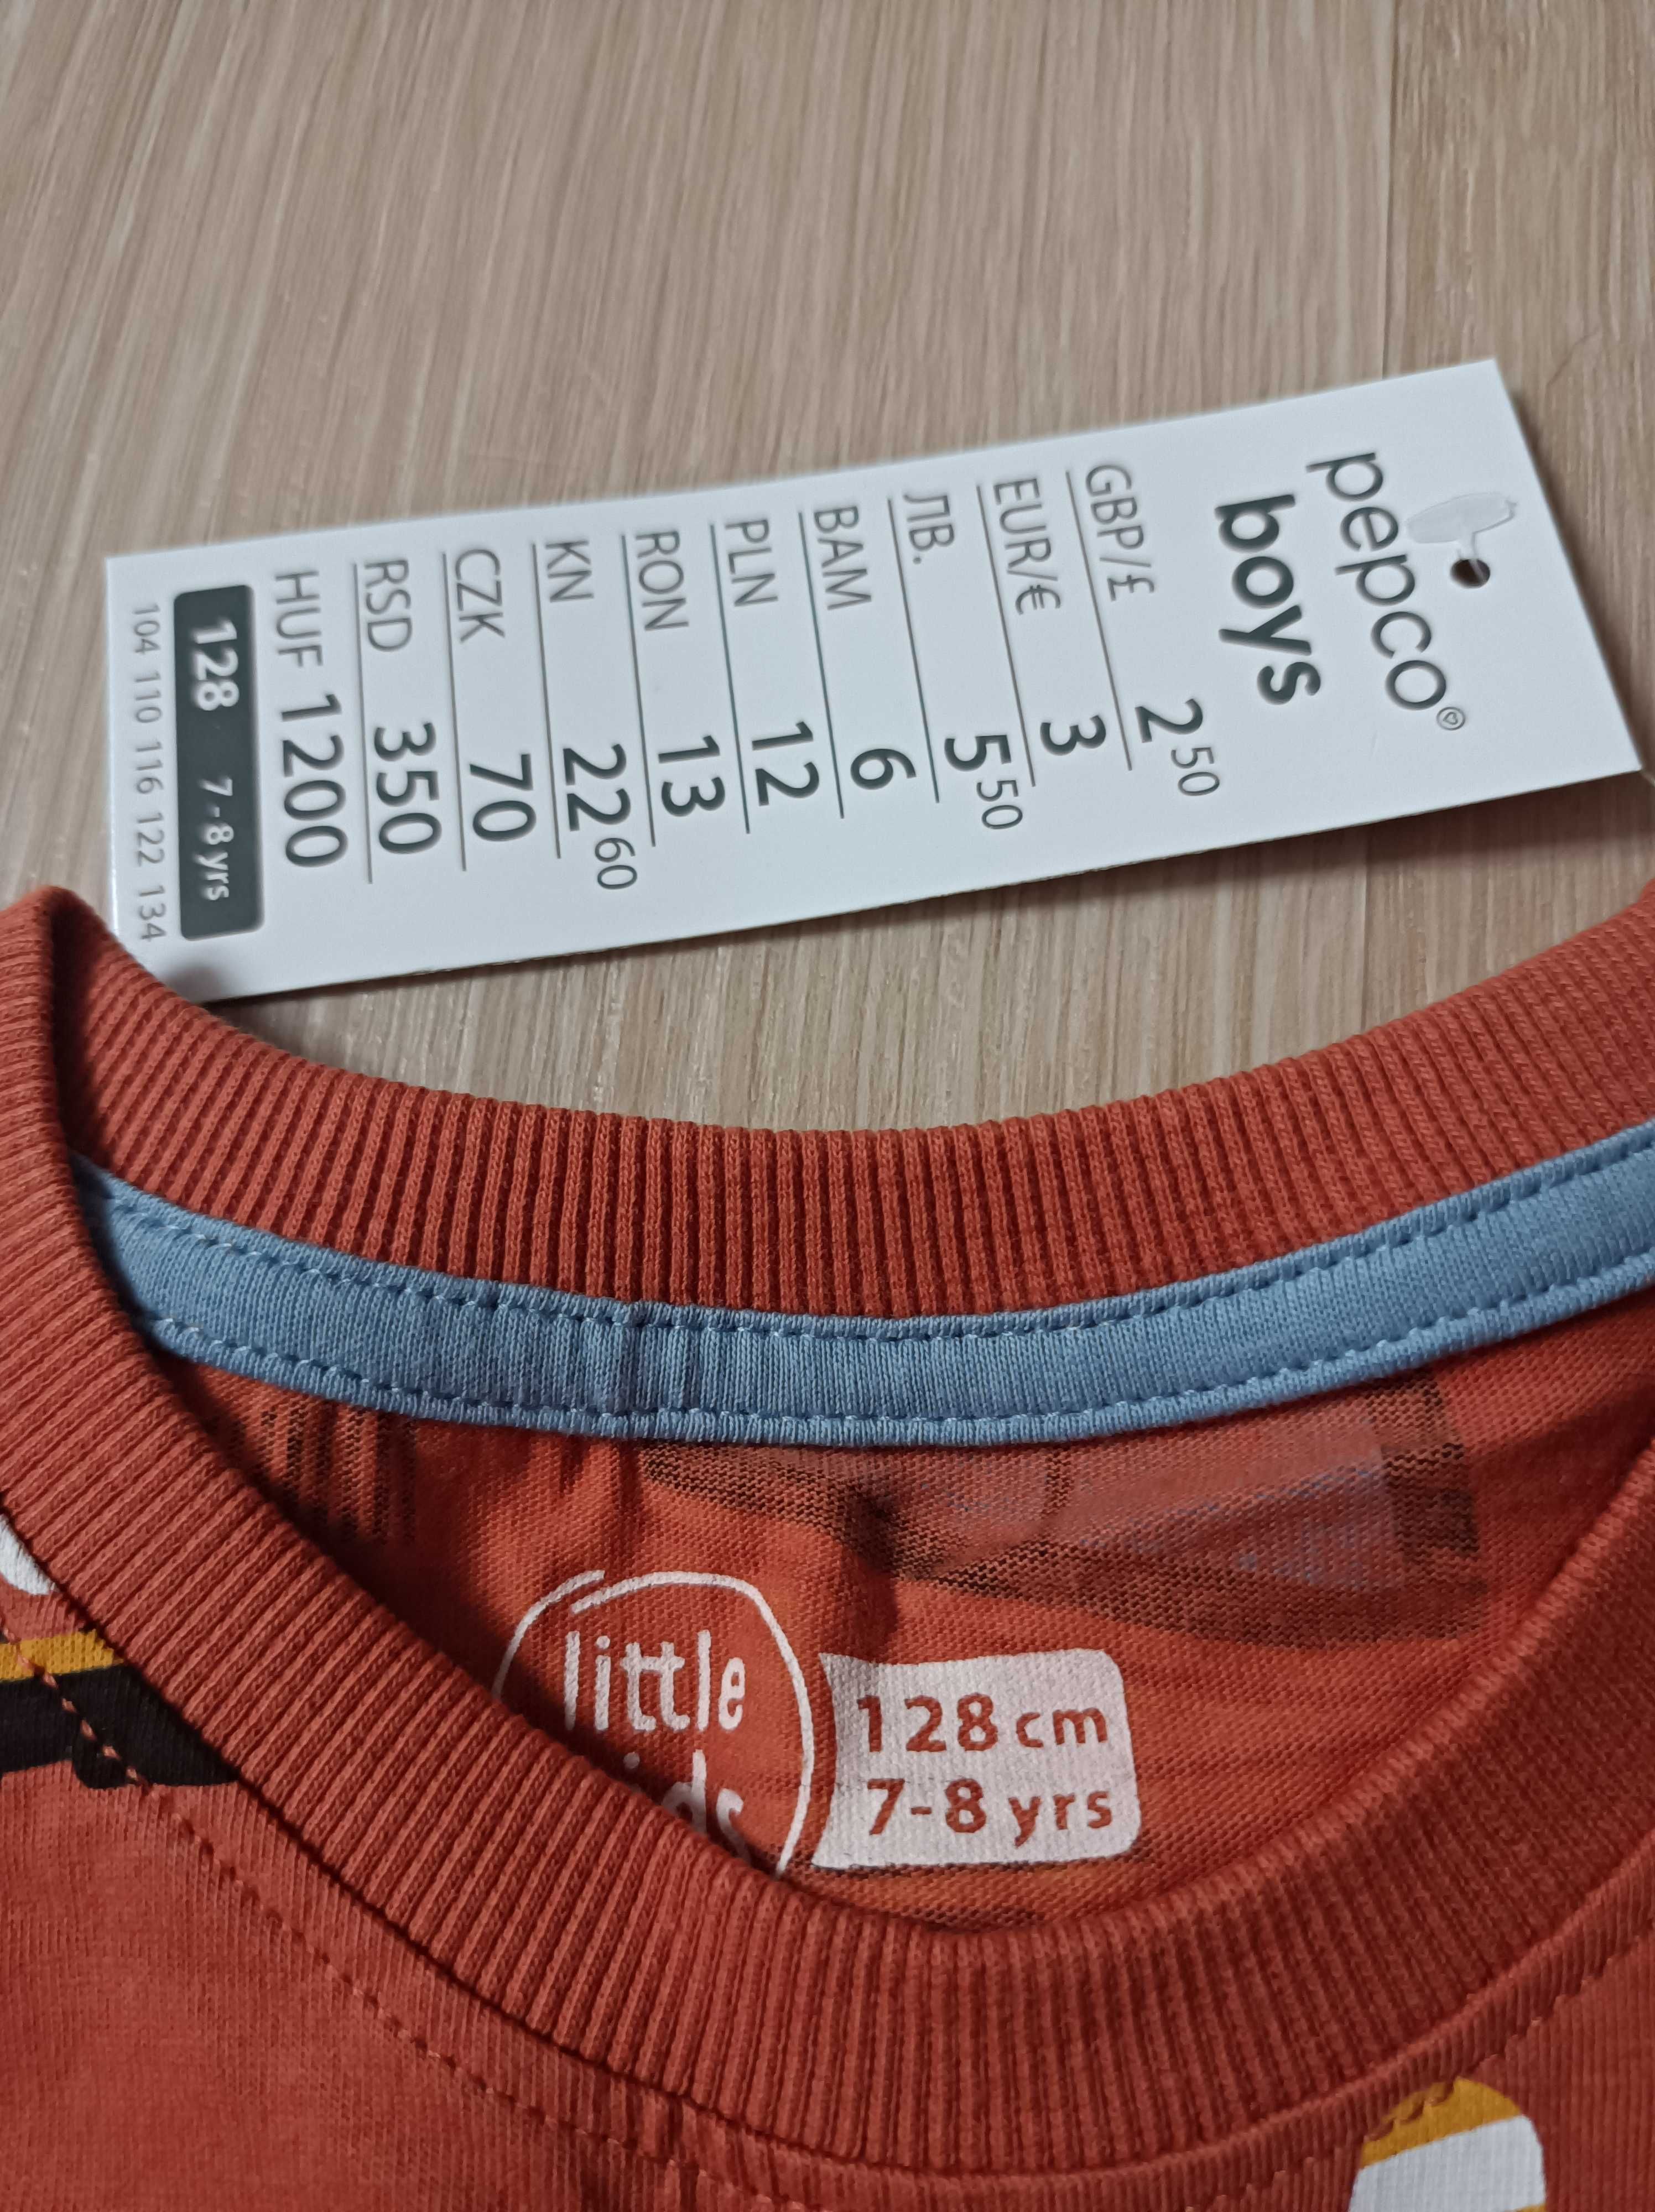 pepco
boys
GBP/£ 2 50
EUR/€ 3
ЛВ. 5 50
BAM 6
PLN 12
RON 13
KN 22 60
CZK 70
RSD 350
HUF 1200
128 7-8 yrs
104 110 116 122 134
little
128 cm
7-8 yrs